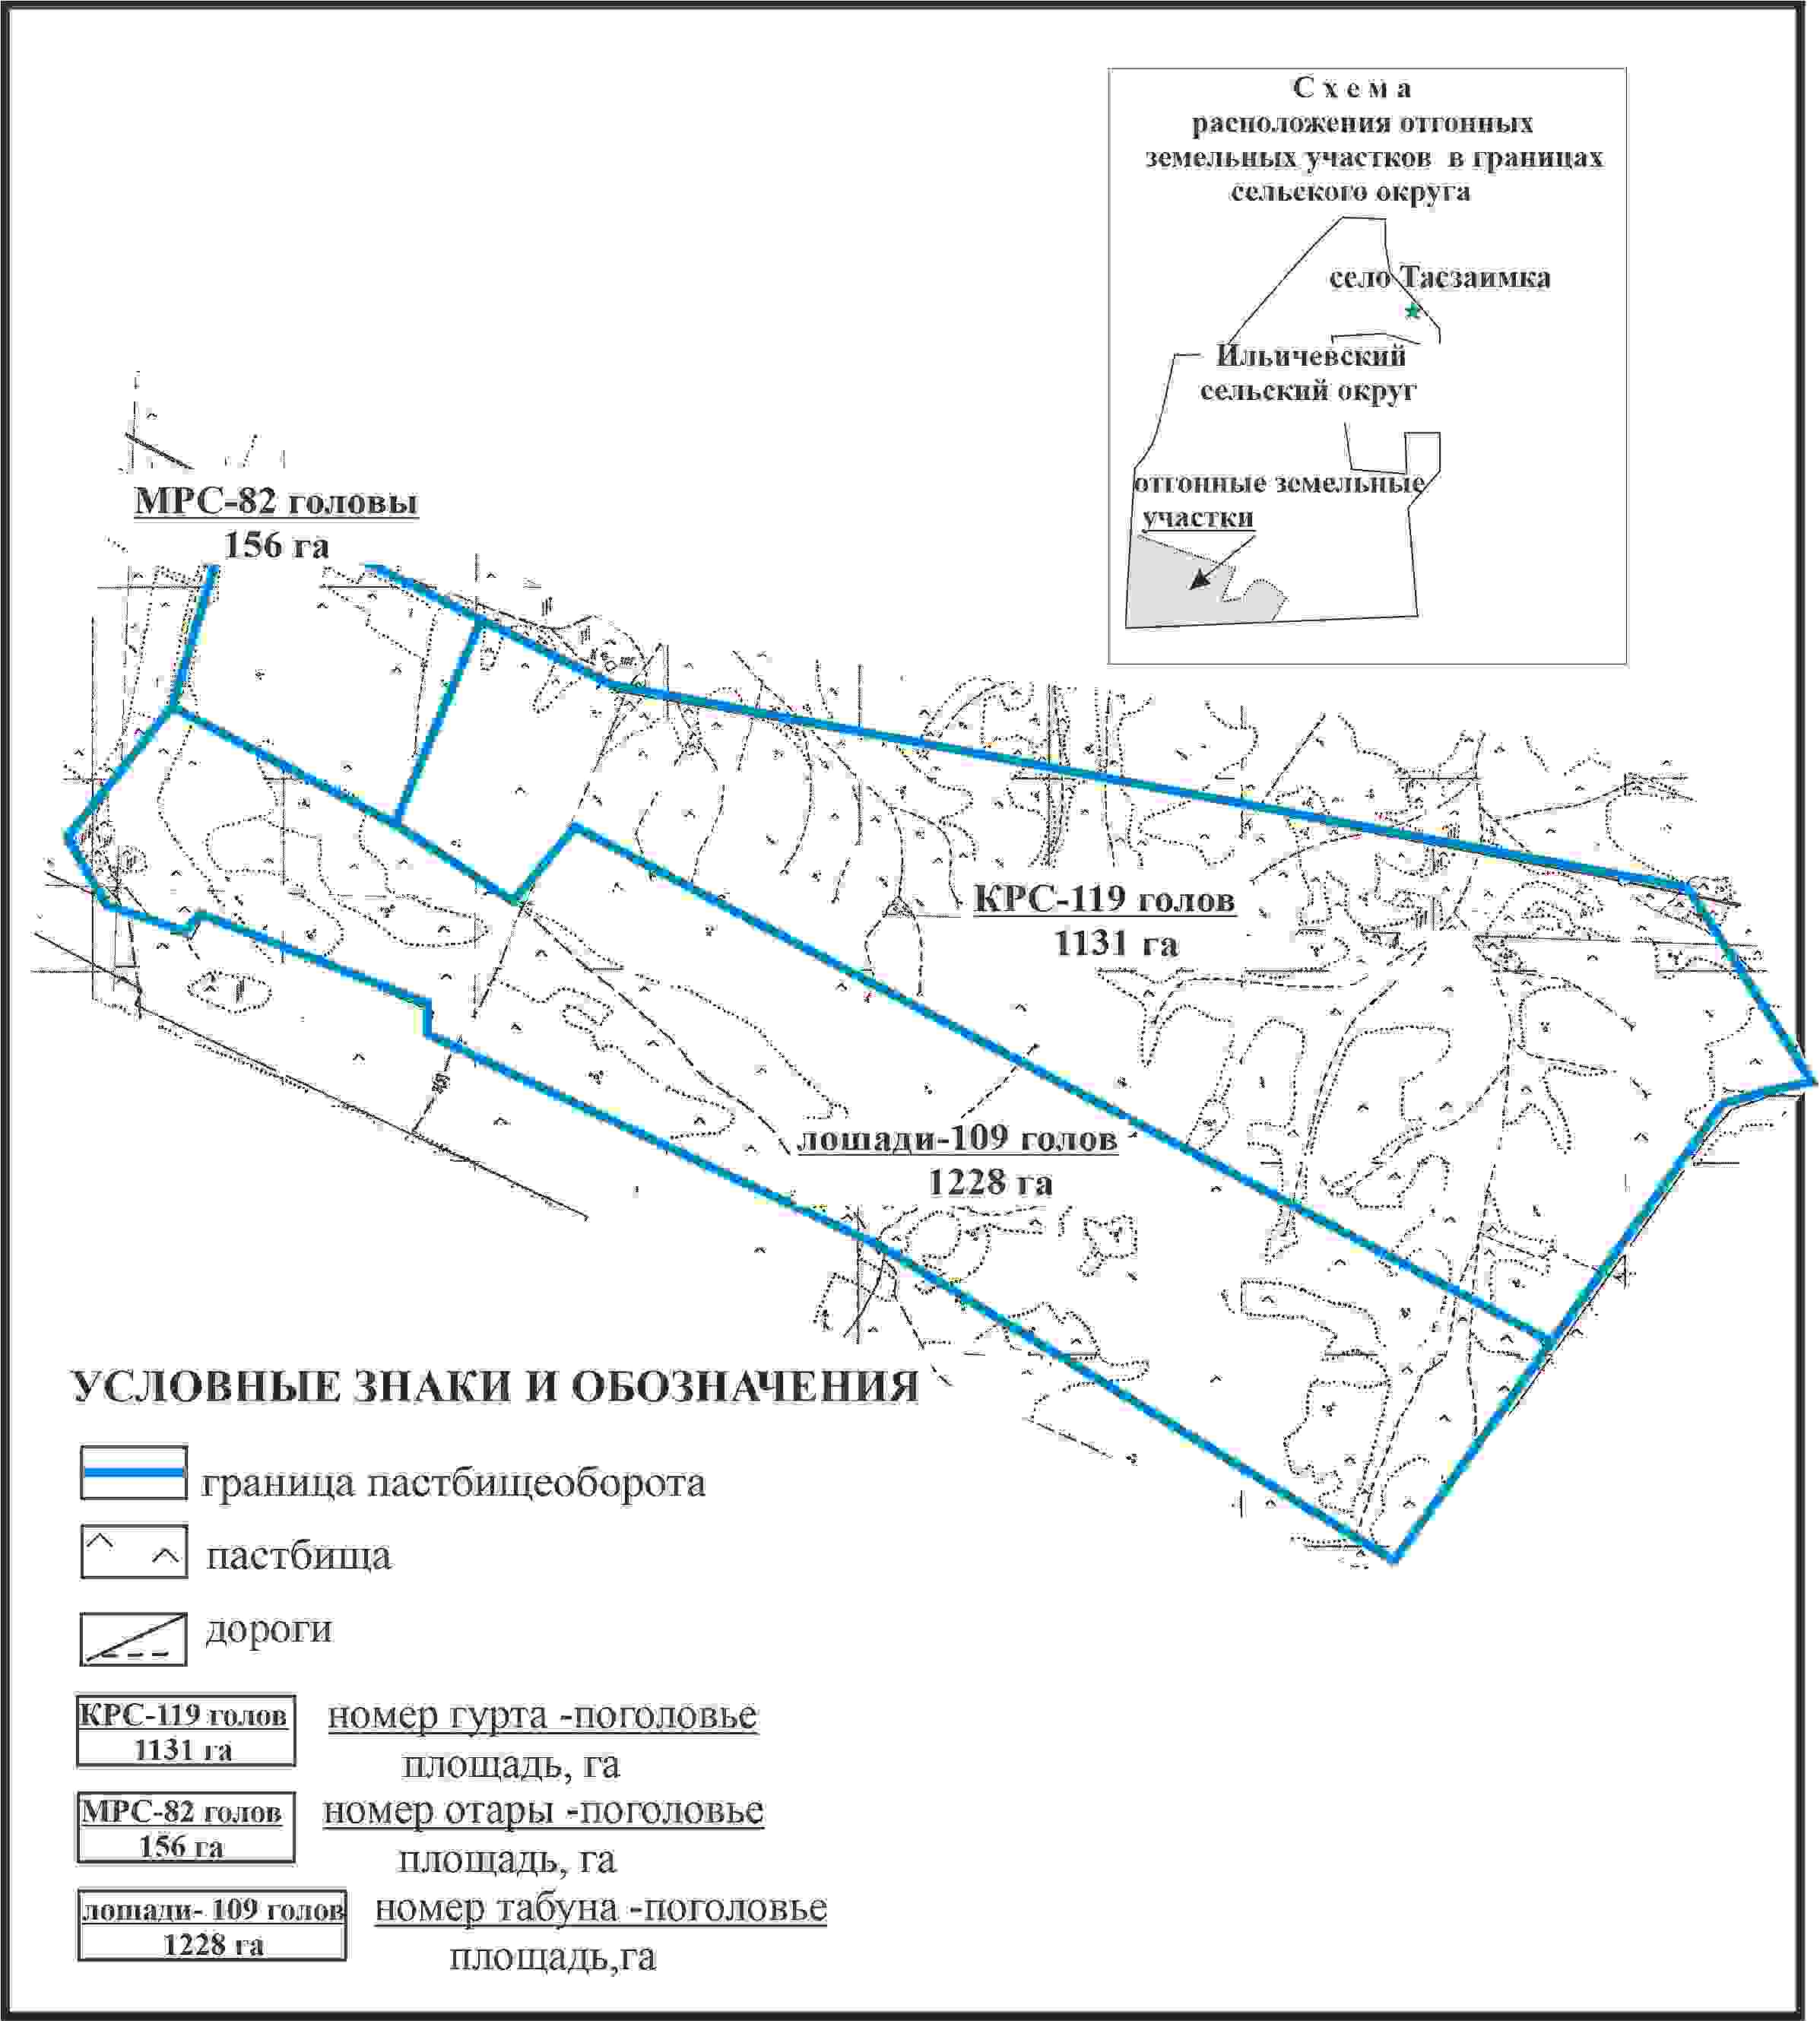 С х е м а
расположения отгонных
земельных участков в границах
сельского округа
село Тасзаимка
Ильичевский
сельский округ
отгонные земельные
участки
МРС-82 головы
156 га
КРС-119 голов
1131 га
лошади-109 голов
1228 га
УСЛОВНЫЕ ЗНАКИ И ОБОЗНАЧЕНИЯ
граница пастбищеоборота
пастбища
дороги
КРС-119 голов
1131 га
номер гурта -поголовье
площадь, га
МРС-82 голов
156 га
номер отары -поголовье
площадь, га
лошади- 109 голов
1228 га
номер табуна -поголовье
площадь,га